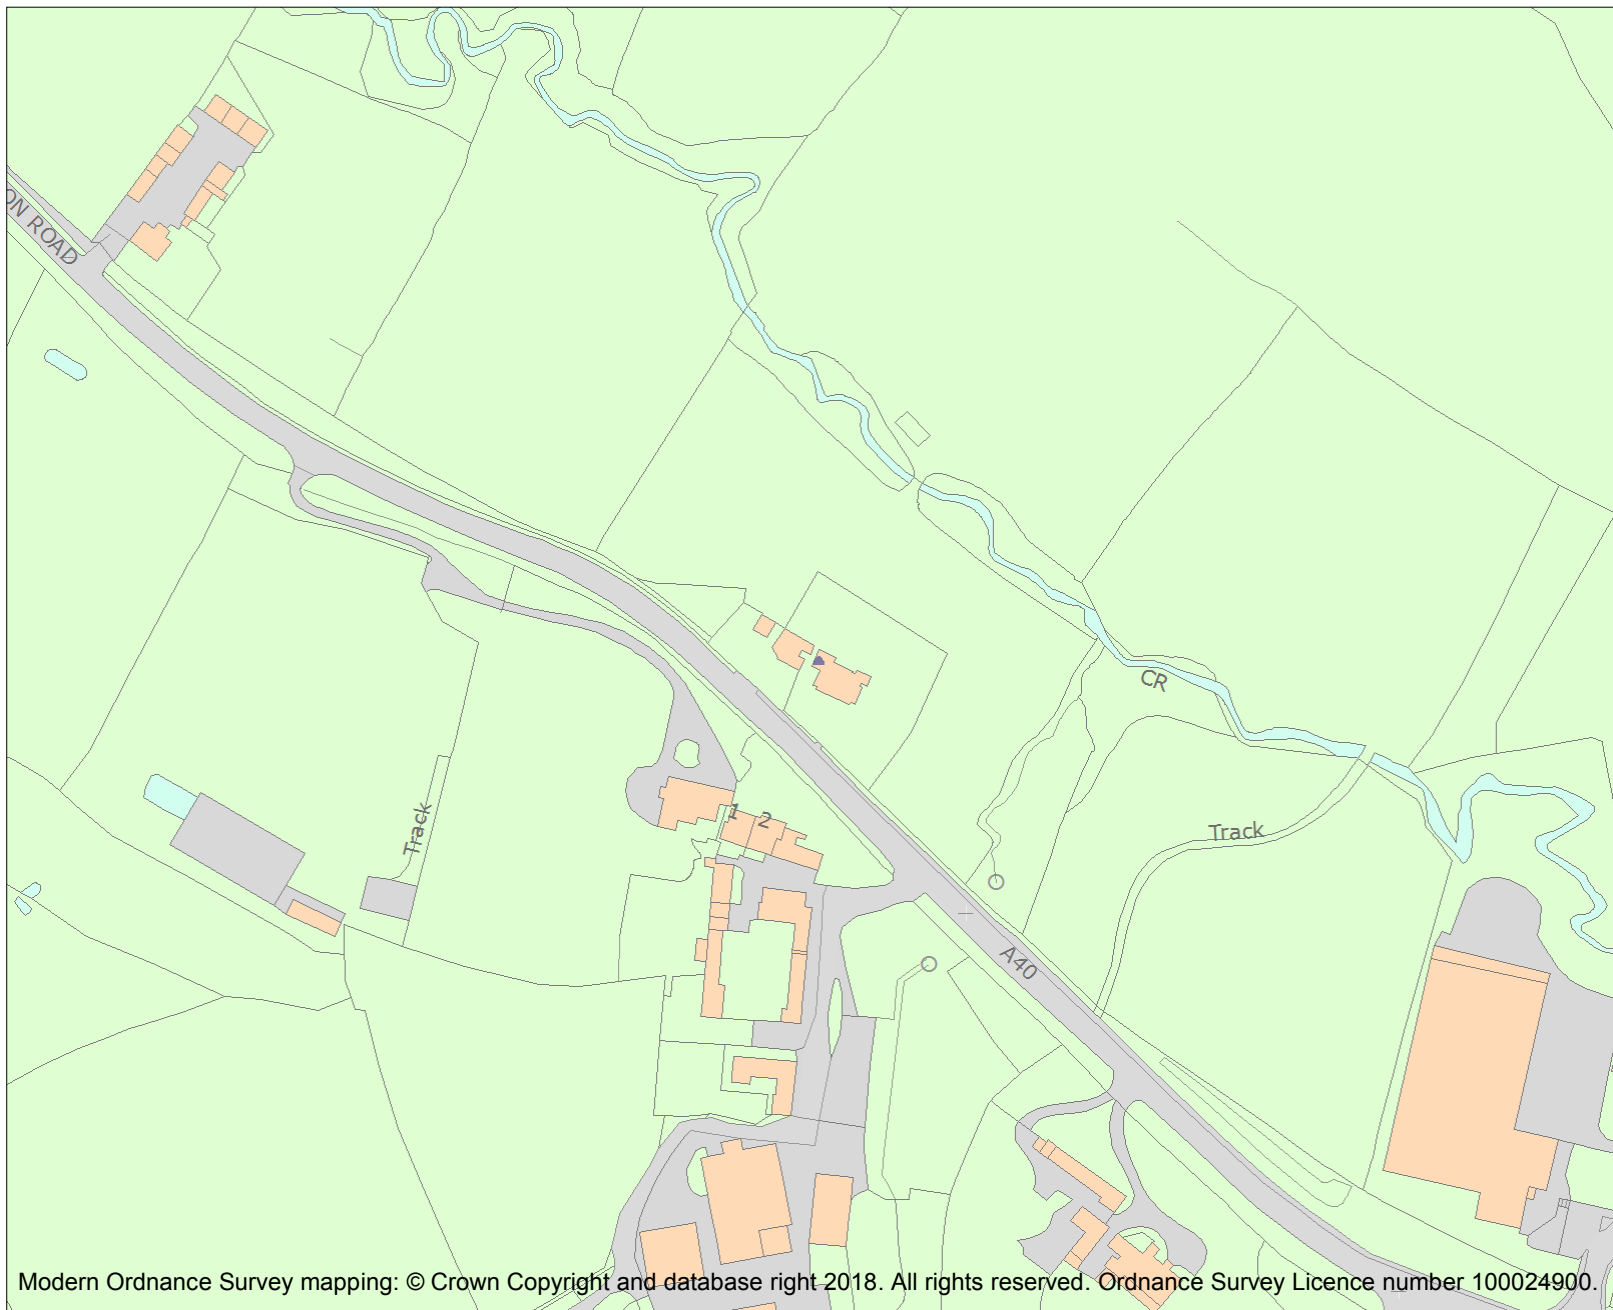 ON ROAD
CR
1 2
Track
Track
A40
Modern Ordnance Survey mapping: © Crown Copyright and database right 2018. All rights reserved. Ordnance Survey Licence number 100024900.